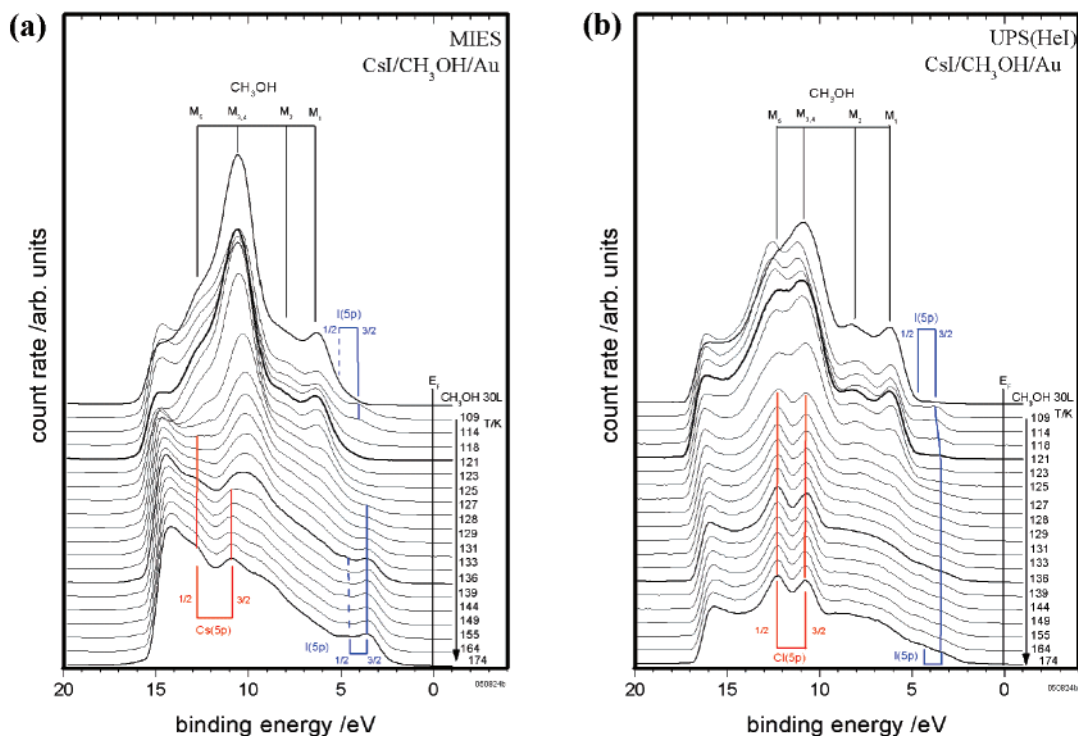 (a)
MIES
CsI/CH₃OH/Au
CH₃OH
M₅ M₃,₄ M₂ M₁
I(5p)
1/2 3/2
E_F
CH₃OH 30L
109 T/K
114
118
121
123
125
127
128
129
131
133
136
139
144
149
155
164
174
1/2 3/2
Cs(5p)
I(5p)
1/2 3/2
count rate /arb. units
20 15 10 5 0
050824b
binding energy /eV
(b)
UPS(HeI)
CsI/CH₃OH/Au
CH₃OH
M₅ M₃,₄ M₂ M₁
I(5p)
1/2 3/2
E_F
CH₃OH 30L
109 T/K
114
118
121
123
125
127
128
129
131
133
136
139
144
149
155
164
174
1/2 3/2
CI(5p)
I(5p)
count rate /arb. units
20 15 10 5 0
050824b
binding energy /eV